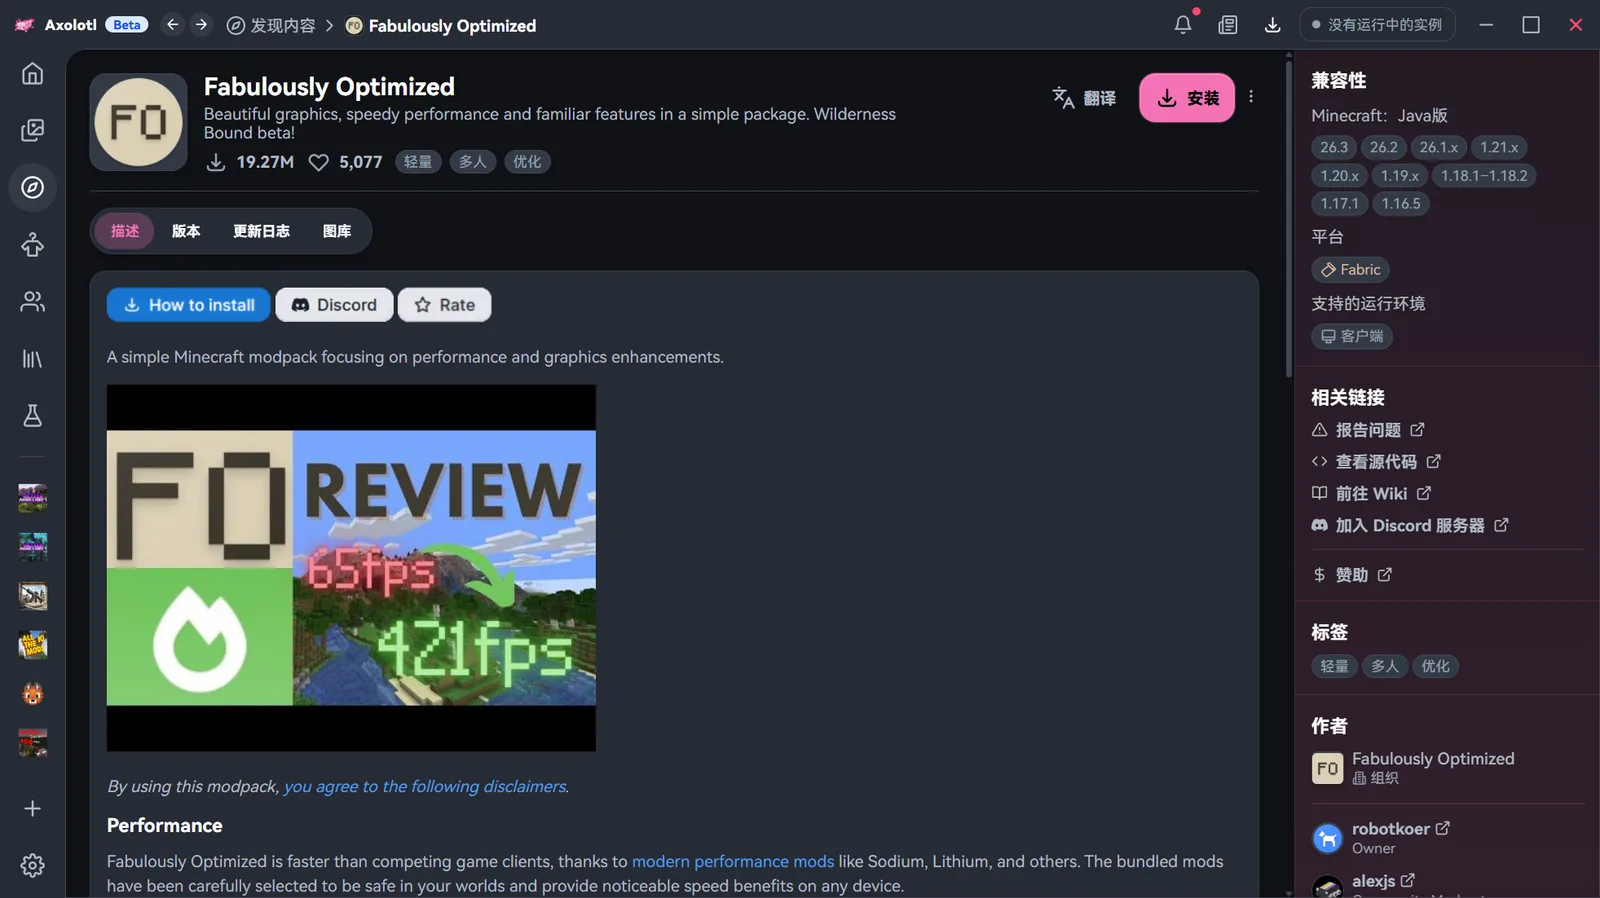 Axolotl Beta 发现内容 Fabulously Optimized 没有运行中的实例
FO
Fabulously Optimized
Beautiful graphics, speedy performance and familiar features in a simple package. Wilderness
Bound beta!
19.27M 5,077 轻量 多人 优化
翻译 安装
描述 版本 更新日志 图库
How to install Discord Rate
A simple Minecraft modpack focusing on performance and graphics enhancements.
FO REVIEW
65fps
421fps
By using this modpack, you agree to the following disclaimers.
Performance
Fabulously Optimized is faster than competing game clients, thanks to modern performance mods like Sodium, Lithium, and others. The bundled mods
have been carefully selected to be safe in your worlds and provide noticeable speed benefits on any device.
兼容性
Minecraft: Java版
26.3 26.2 26.1.x 1.21.x
1.20.x 1.19.x 1.18.1–1.18.2
1.17.1 1.16.5
平台
Fabric
支持的运行环境
客户端
相关链接
报告问题
查看源代码
前往 Wiki
加入 Discord 服务器
赞助
标签
轻量 多人 优化
作者
FO
Fabulously Optimized
组织
robotkoer
Owner
alexjs